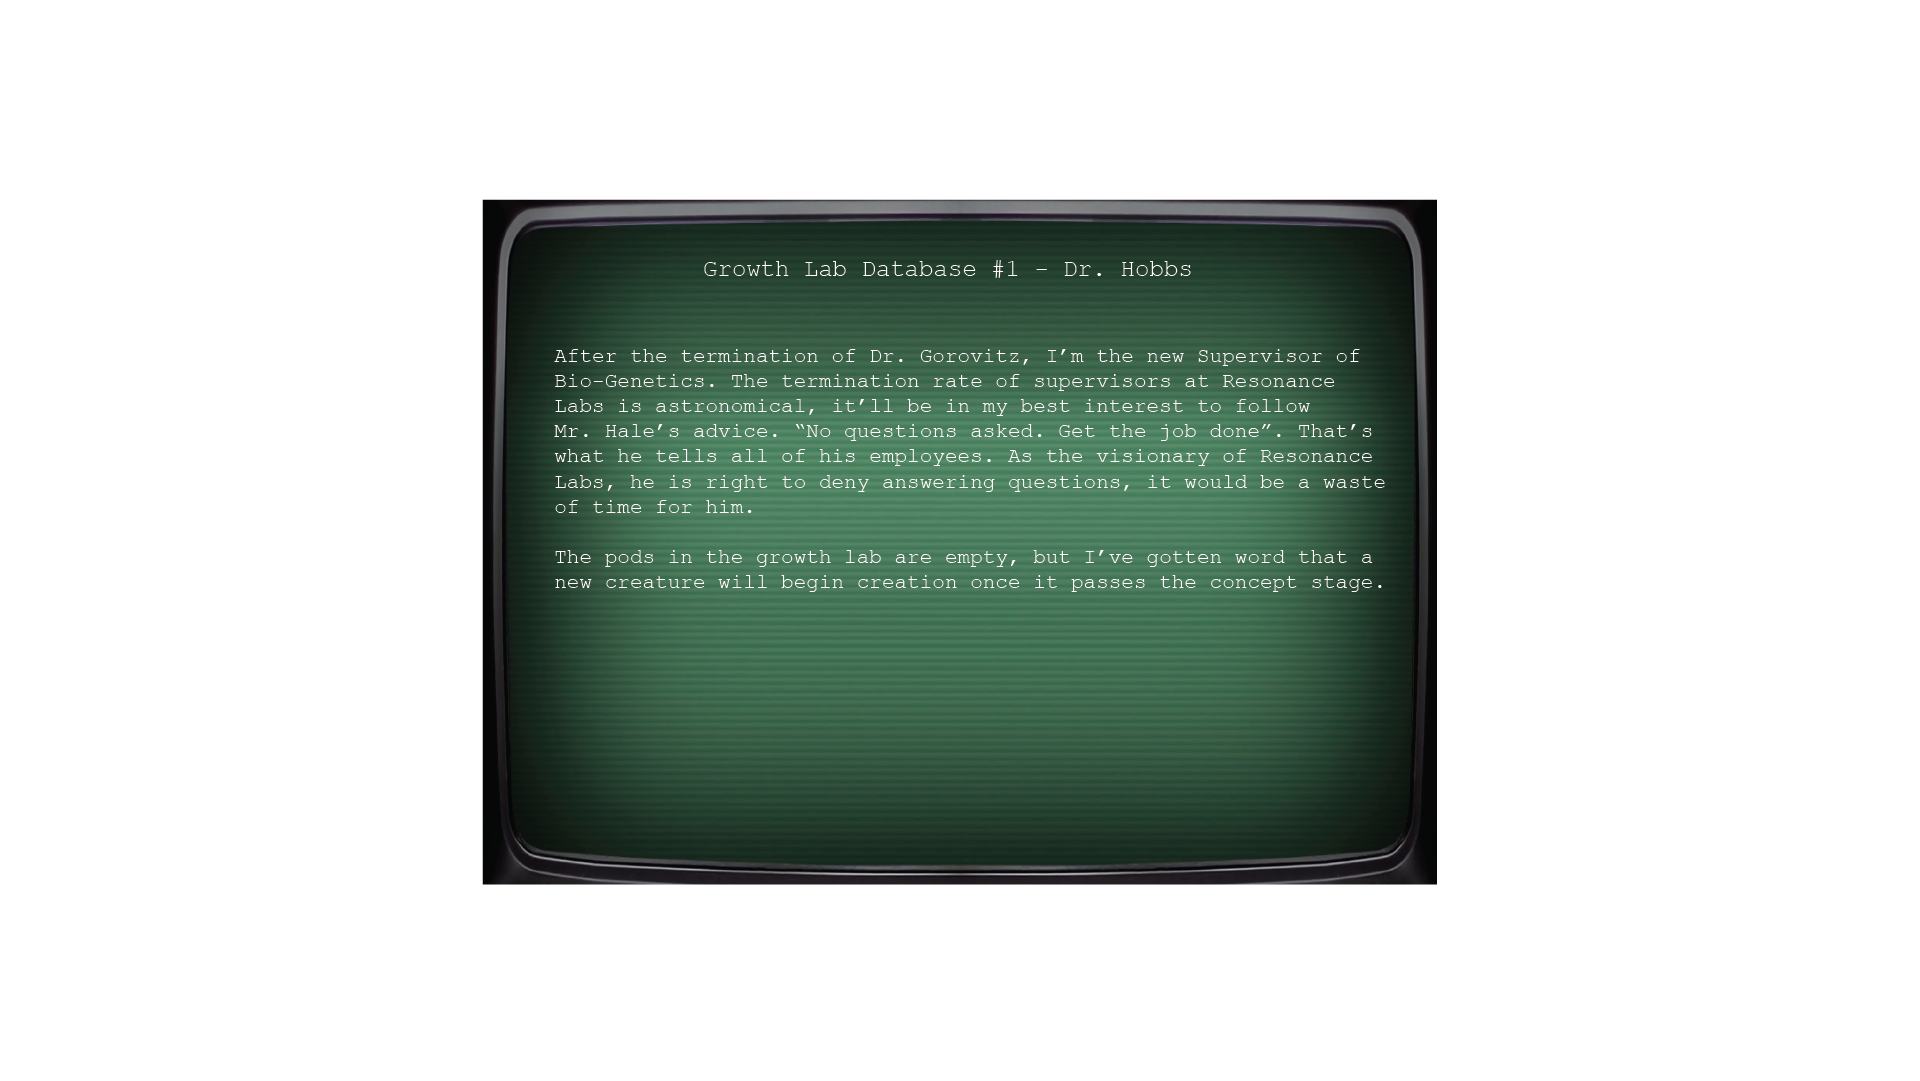 Growth Lab Database #1 - Dr. Hobbs
After the termination of Dr. Gorovitz, I’m the new Supervisor of
Bio-Genetics. The termination rate of supervisors at Resonance
Labs is astronomical, it’ll be in my best interest to follow
Mr. Hale’s advice. “No questions asked. Get the job done”. That’s
what he tells all of his employees. As the visionary of Resonance
Labs, he is right to deny answering questions, it would be a waste
of time for him.
The pods in the growth lab are empty, but I’ve gotten word that a
new creature will begin creation once it passes the concept stage.